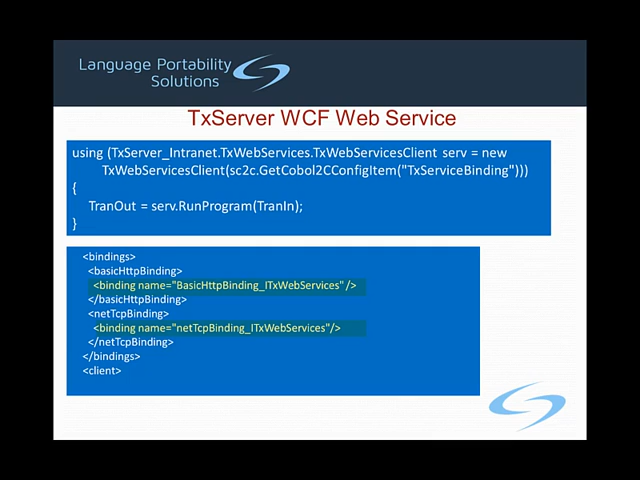 Language Portability
Solutions
TxServer WCF Web Service
using (TxServer_Intranet.TxWebServices.TxWebServicesClient serv = new
TxWebServicesClient(sc2c.GetCobol2CConfigItem("TxServiceBinding")))
{
TranOut = serv.RunProgram(TranIn);
}
<bindings>
<basicHttpBinding>
<binding name="BasicHttpBinding_ITxWebServices" />
</basicHttpBinding>
<netTcpBinding>
<binding name="netTcpBinding_ITxWebServices"/>
</netTcpBinding>
</bindings>
<client>